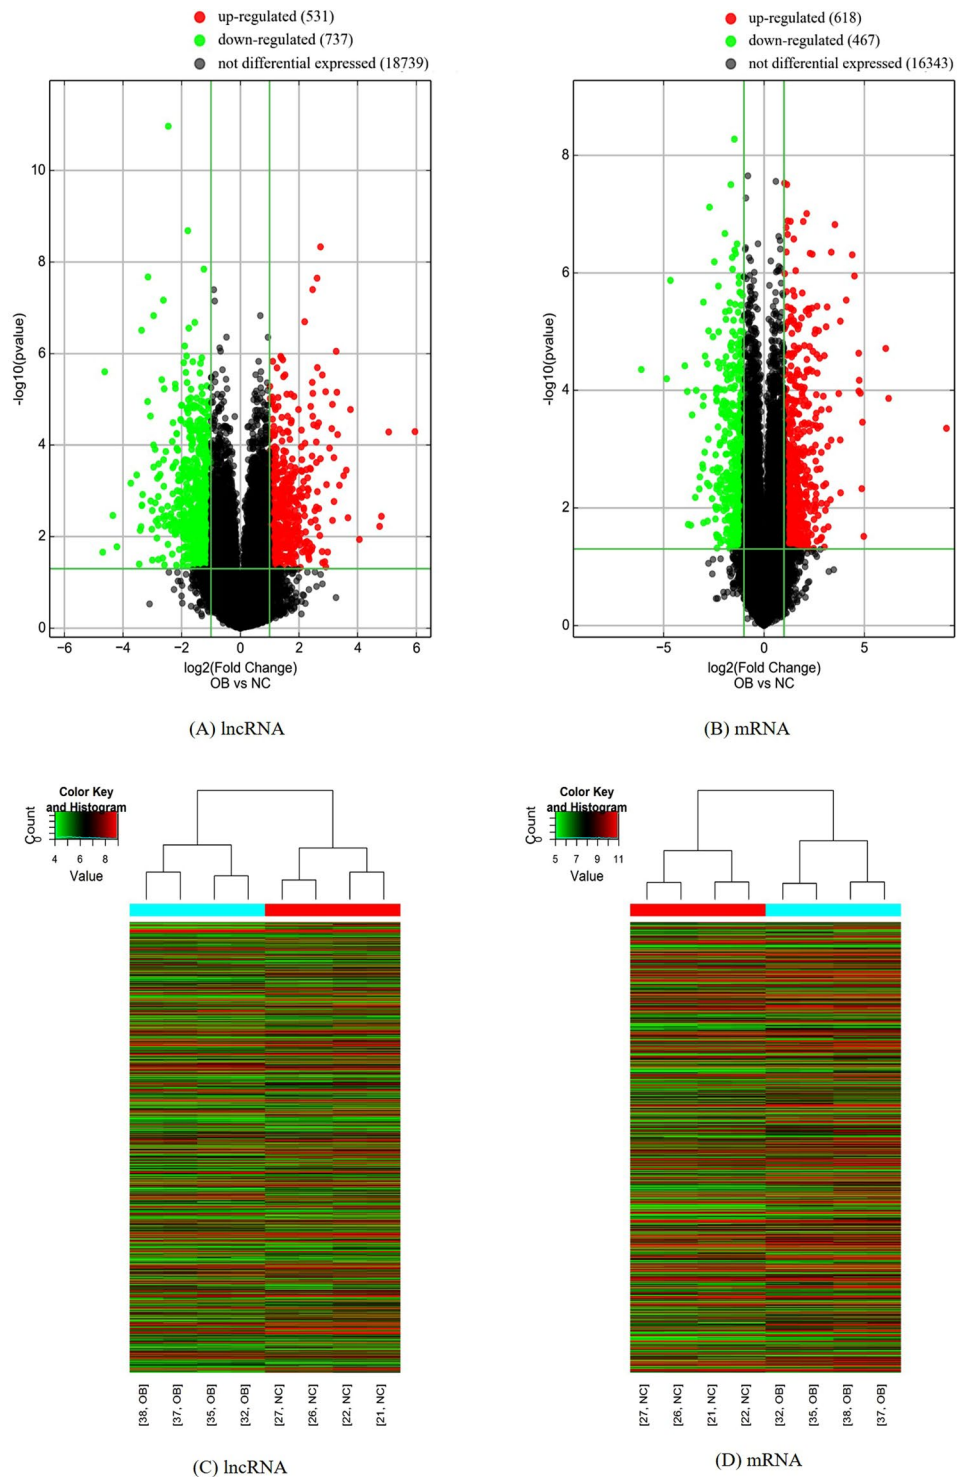 up-regulated (531)
down-regulated (737)
not differential expressed (18739)
10
8
6
4
2
0
-log10(pvalue)
−6
−4
−2
0
2
4
6
log2(Fold Change)
OB vs NC
(A) lncRNA
up-regulated (618)
down-regulated (467)
not differential expressed (16343)
8
6
4
2
0
-log10(pvalue)
−5
0
5
log2(Fold Change)
OB vs NC
(B) mRNA
Color Key
and Histogram
Count
0
4 6 8
Value
[38, OB]
[37, OB]
[35, OB]
[32, OB]
[27, NC]
[26, NC]
[22, NC]
[21, NC]
(C) lncRNA
Color Key
and Histogram
Count
0
5 7 9 11
Value
[27, NC]
[26, NC]
[21, NC]
[22, NC]
[32, OB]
[35, OB]
[38, OB]
[37, OB]
(D) mRNA